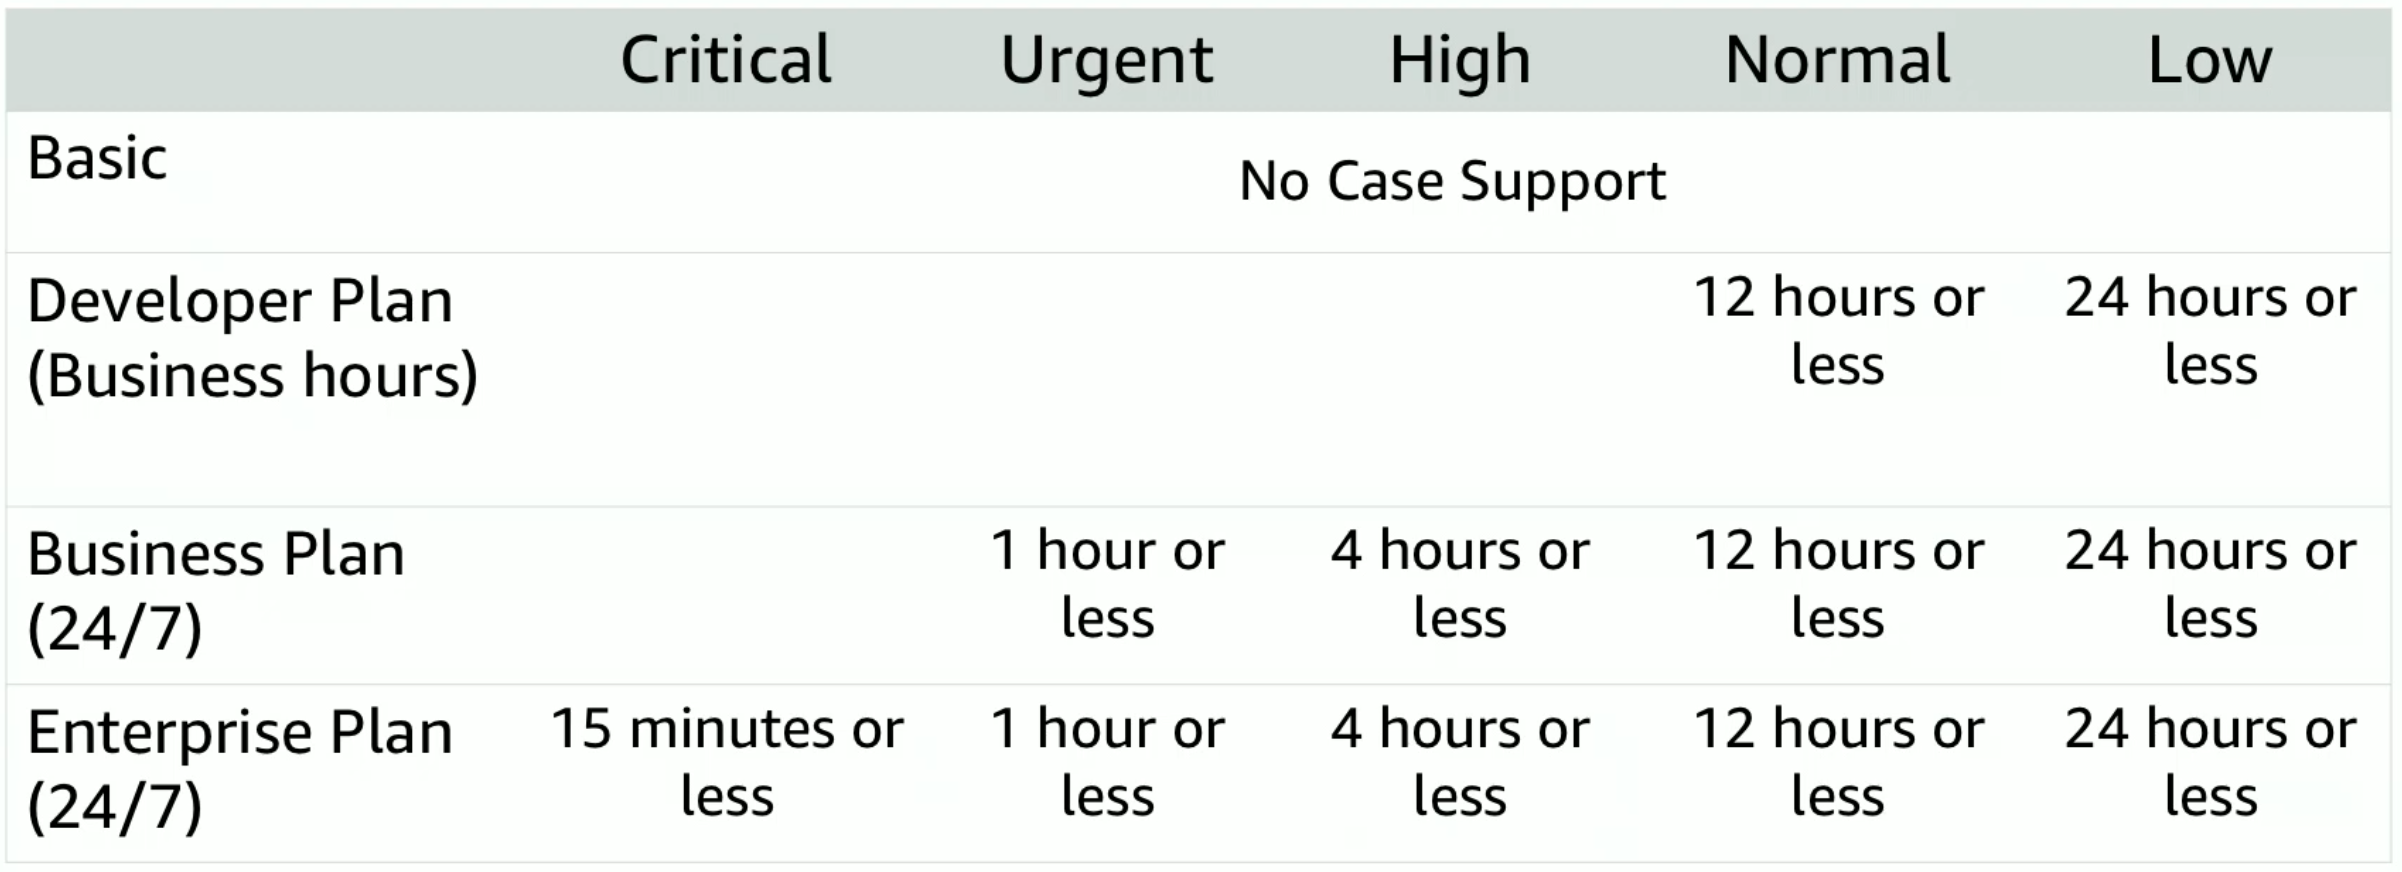 Critical Urgent High Normal Low
Basic
No Case Support
Developer Plan 12 hours or 24 hours or
(Business hours) less less
Business Plan 1 hour or 4 hours or 12 hours or 24 hours or
(24/7) less less less less
Enterprise Plan 15 minutes or 1 hour or 4 hours or 12 hours or 24 hours or
(24/7) less less less less less